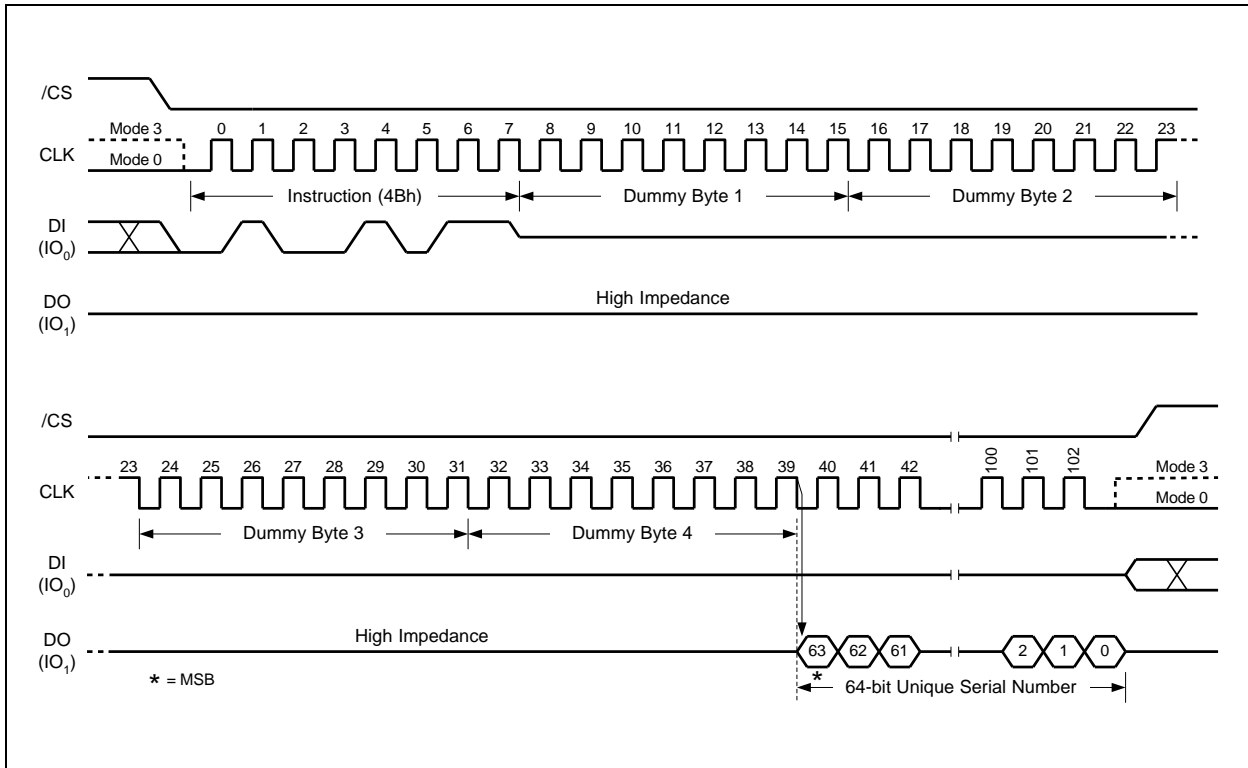 /CS
Mode 3
0 1 2 3 4 5 6 7 8 9 10 11 12 13 14 15 16 17 18 19 20 21 22 23
CLK
Mode 0
Instruction (4Bh)
Dummy Byte 1
Dummy Byte 2
DI
(IO0)
High Impedance
DO
(IO1)
/CS
23 24 25 26 27 28 29 30 31 32 33 34 35 36 37 38 39 40 41 42 100 101 102
Mode 3
CLK
Mode 0
Dummy Byte 3
Dummy Byte 4
DI
(IO0)
High Impedance
DO
(IO1)
63 62 61 2 1 0
* = MSB
*
64-bit Unique Serial Number